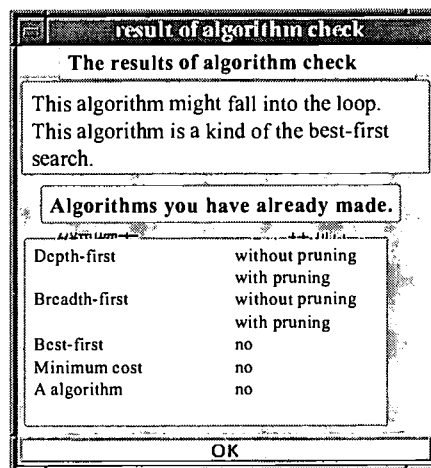 result of algorithm check
The results of algorithm check
This algorithm might fall into the loop.
This algorithm is a kind of the best-first
search.
Algorithms you have already made.
Depth-first without pruning
with pruning
Breadth-first without pruning
with pruning
Best-first no
Minimum cost no
A algorithm no
OK